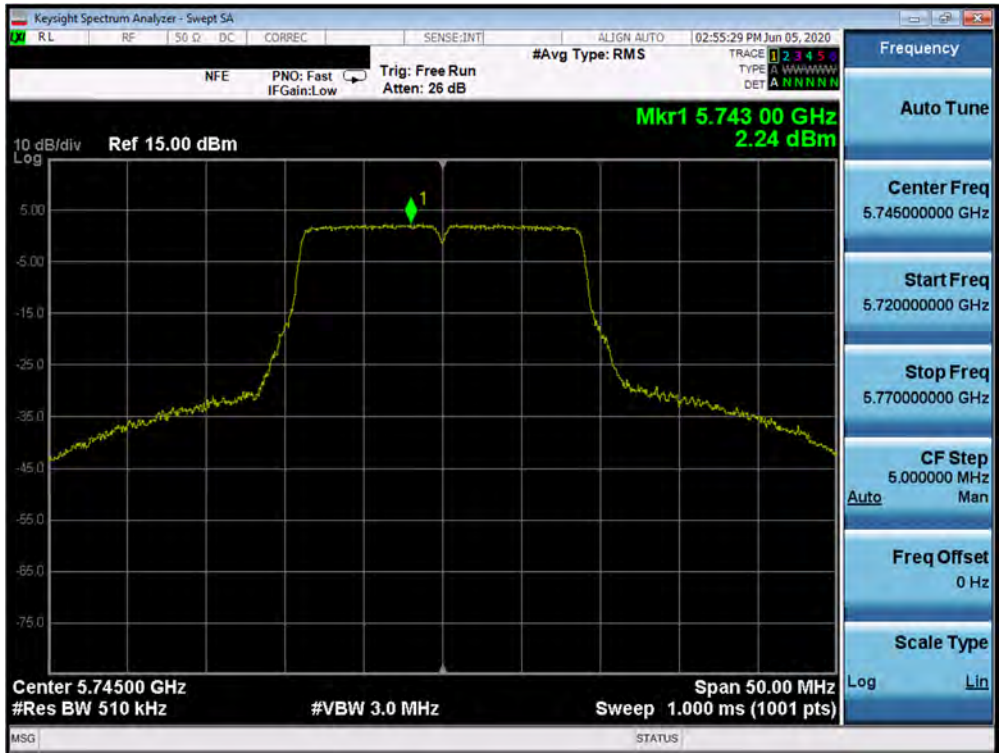 Keysight Spectrum Analyzer - Swept SA
LXI RL RF 50 Ω DC CORREC SENSE:INT ALIGN AUTO 02:55:29 PM Jun 05, 2020
Frequency
#Avg Type: RMS TRACE 1 2 3 4 5 6
NFE PNO: Fast Trig: Free Run TYPE A WWWWW
IFGain:Low Atten: 26 dB DET A N N N N N
Auto Tune
Mkr1 5.743 00 GHz
2.24 dBm
10 dB/div Ref 15.00 dBm
Log
1
5.00
-5.00
-15.0
-25.0
-35.0
-45.0
-55.0
-65.0
-75.0
Center Freq
5.745000000 GHz
Start Freq
5.720000000 GHz
Stop Freq
5.770000000 GHz
CF Step
5.000000 MHz
Auto Man
Freq Offset
0 Hz
Scale Type
Log Lin
Center 5.74500 GHz Span 50.00 MHz
#Res BW 510 kHz #VBW 3.0 MHz Sweep 1.000 ms (1001 pts)
MSG STATUS